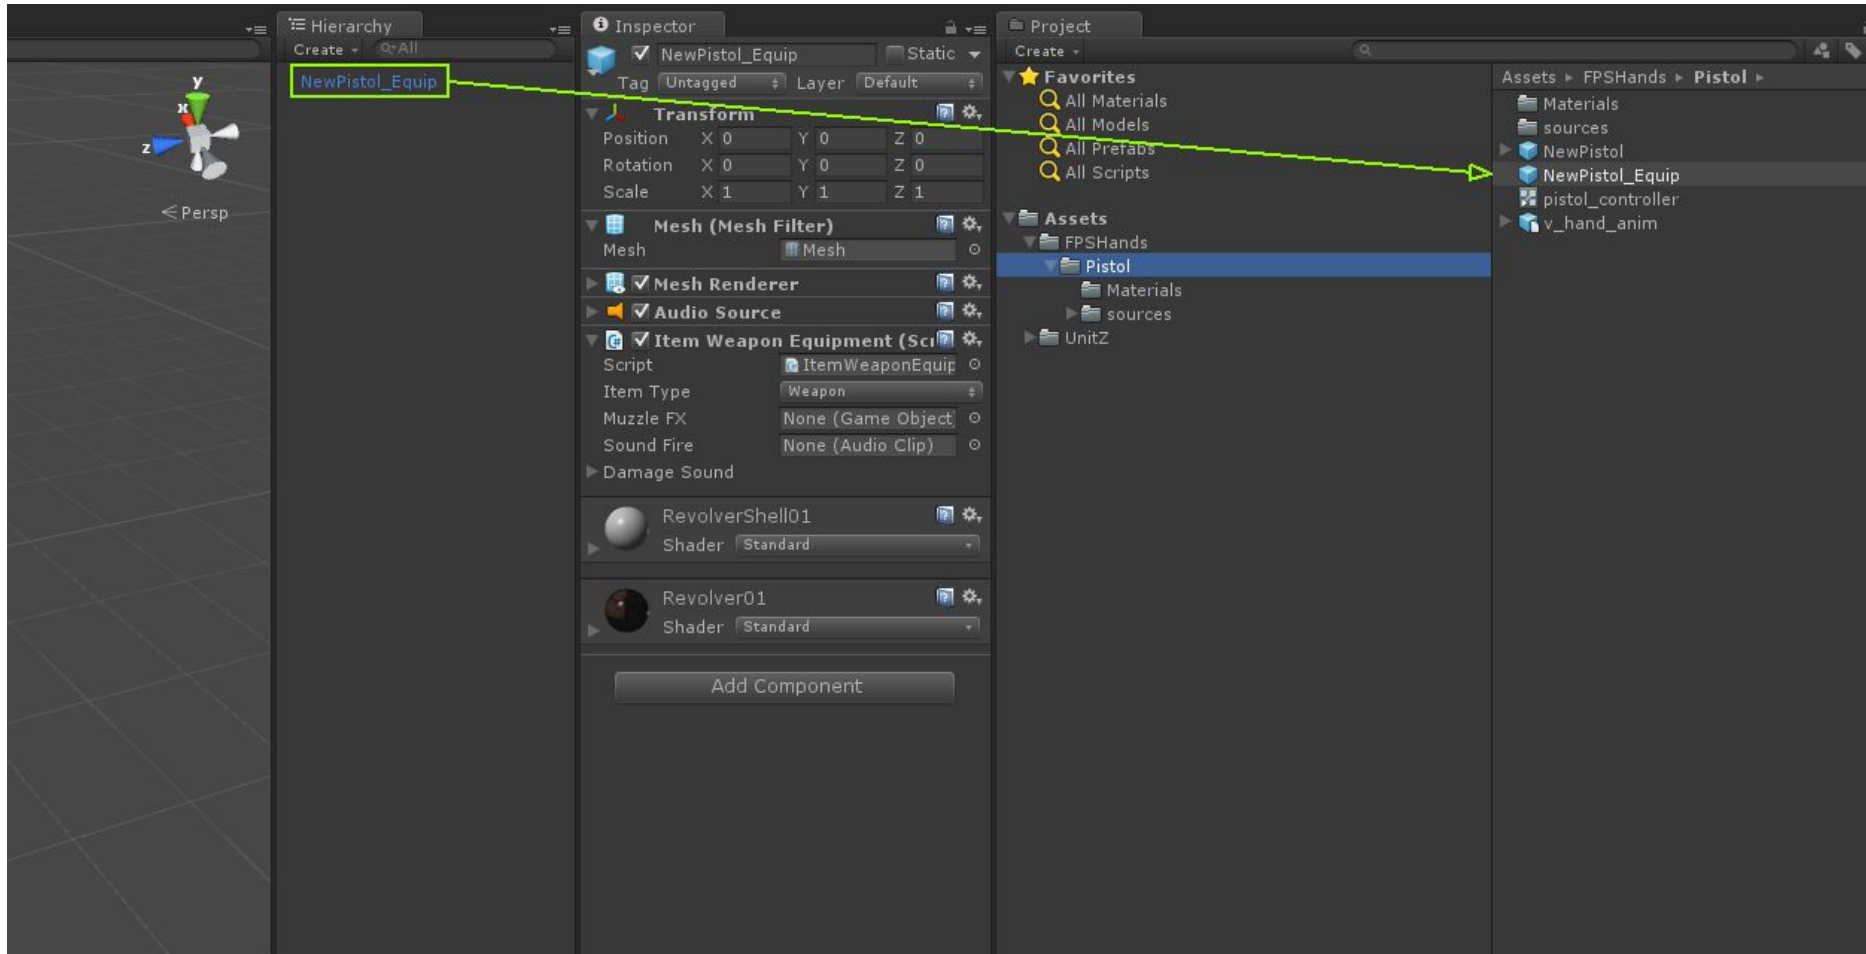 y
x
z
Persp
Hierarchy
Create
All
NewPistol_Equip
Inspector
NewPistol_Equip
Static
Tag Untagged Layer Default
Transform
Position X 0 Y 0 Z 0
Rotation X 0 Y 0 Z 0
Scale X 1 Y 1 Z 1
Mesh (Mesh Filter)
Mesh Mesh
Mesh Renderer
Audio Source
Item Weapon Equipment (Scr
Script ItemWeaponEquip
Item Type Weapon
Muzzle FX None (Game Object
Sound Fire None (Audio Clip)
Damage Sound
RevolverShell01
Shader Standard
Revolver01
Shader Standard
Add Component
Project
Create
Favorites
All Materials
All Models
All Prefabs
All Scripts
Assets
FPSHands
Pistol
Materials
sources
UnitZ
Assets ▸ FPSHands ▸ Pistol ▸
Materials
sources
NewPistol
NewPistol_Equip
pistol_controller
v_hand_anim